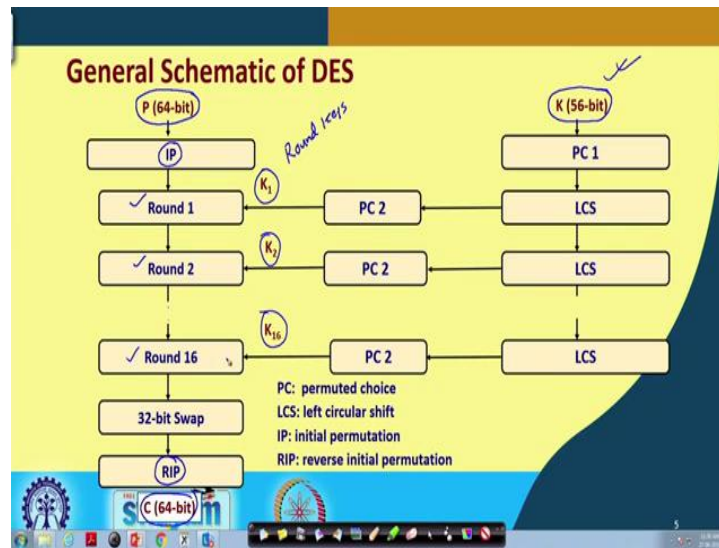 General Schematic of DES
P (64-bit)
K (56-bit)
Round Keys
IP
PC 1
K1
Round 1
PC 2
LCS
K2
Round 2
PC 2
LCS
K16
Round 16
PC 2
LCS
PC: permuted choice
LCS: left circular shift
32-bit Swap
IP: initial permutation
RIP: reverse initial permutation
RIP
C (64-bit)
5